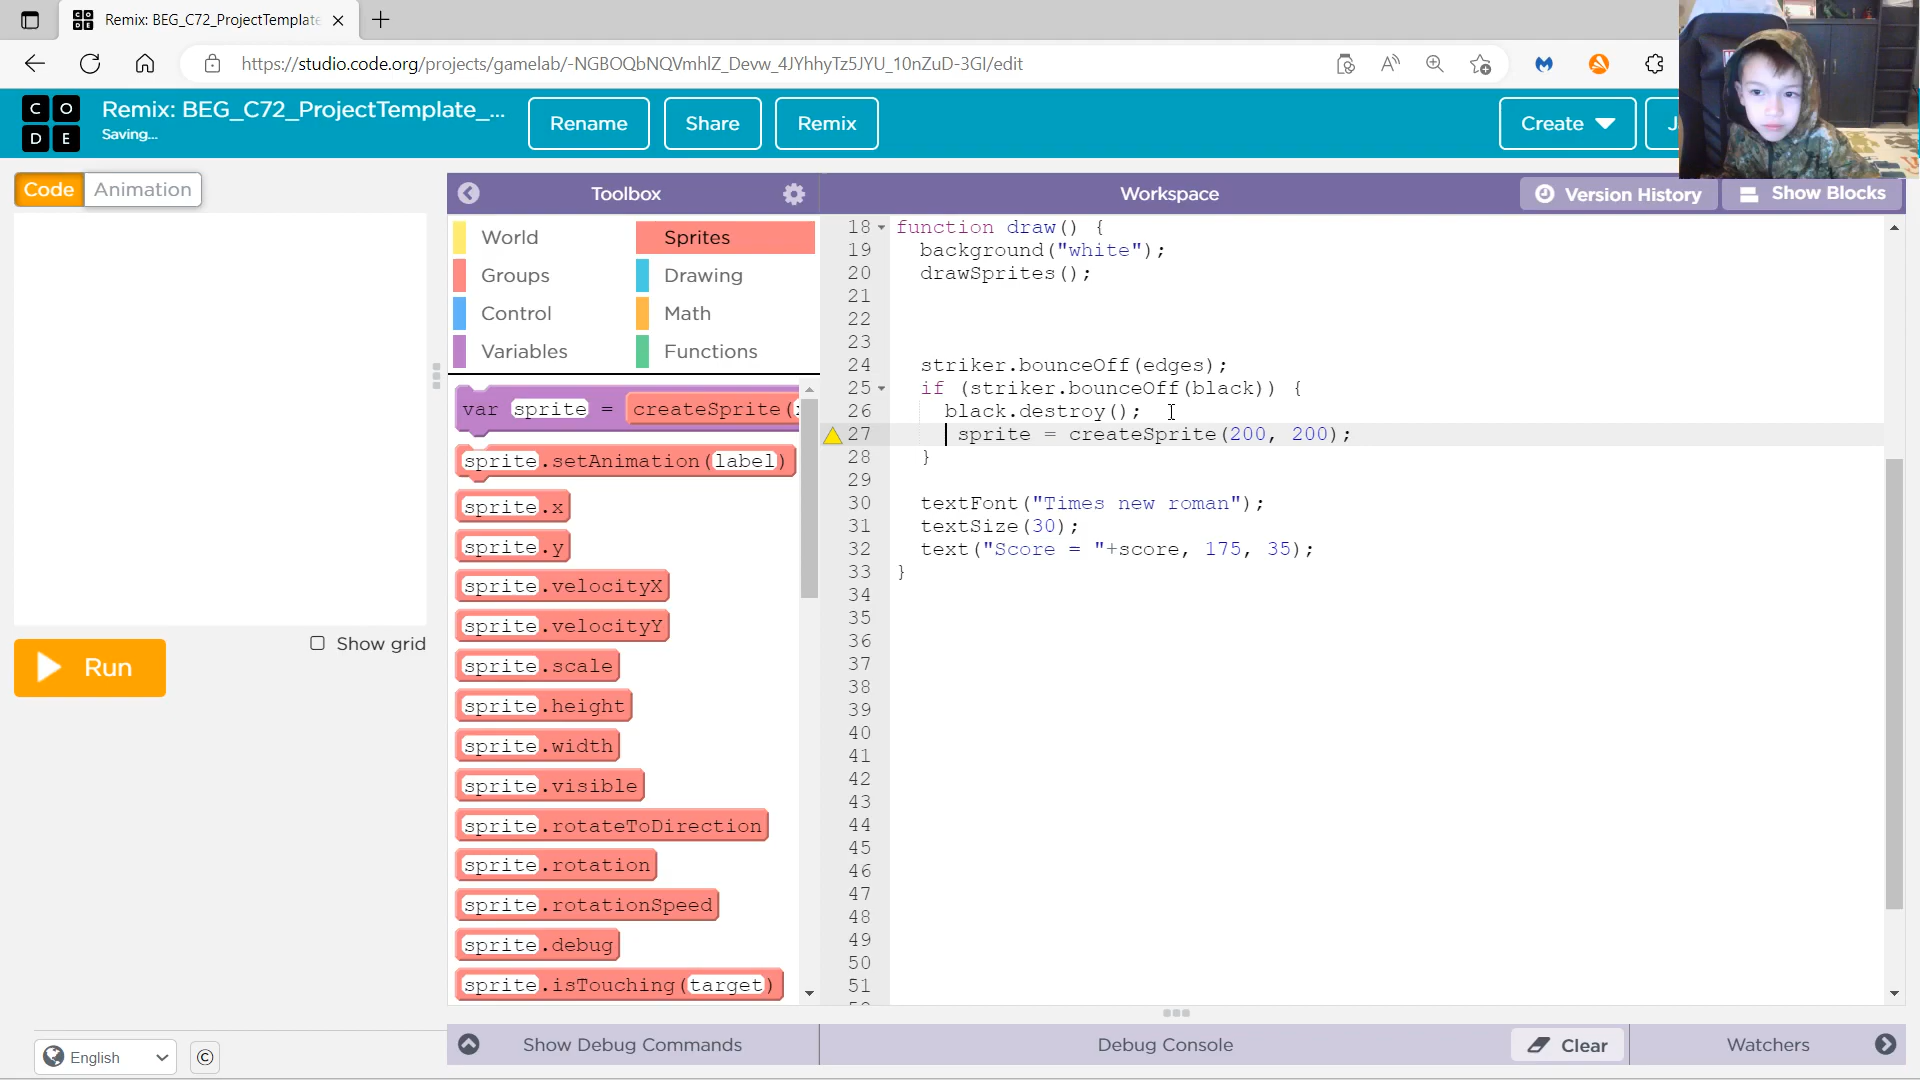 Remix: BEG_C72_ProjectTemplate
https://studio.code.org/projects/gamelab/-NGBOQbNQVmhlZ_Devw_4JYhhyTz5JYU_10nZuD-3GI/edit
C O D E
Remix: BEG_C72_ProjectTemplate_...
Saving...
Rename
Share
Remix
Create
Code
Animation
Toolbox
Workspace
Version History
Show Blocks
World
Sprites
Groups
Drawing
Control
Math
Variables
Functions
var sprite = createSprite(
sprite.setAnimation(label)
sprite.x
sprite.y
sprite.velocityX
sprite.velocityY
sprite.scale
sprite.height
sprite.width
sprite.visible
sprite.rotateToDirection
sprite.rotation
sprite.rotationSpeed
sprite.debug
sprite.isTouching(target)
18 function draw() {
19 background("white");
20 drawSprites();
21
22
23
24 striker.bounceOff(edges);
25 if (striker.bounceOff(black)) {
26 black.destroy();
27 sprite = createSprite(200, 200);
28 }
29
30 textFont("Times new roman");
31 textSize(30);
32 text("Score = "+score, 175, 35);
33 }
34
35
36
37
38
39
40
41
42
43
44
45
46
47
48
49
50
51
Show grid
Run
English
©
Show Debug Commands
Debug Console
Clear
Watchers